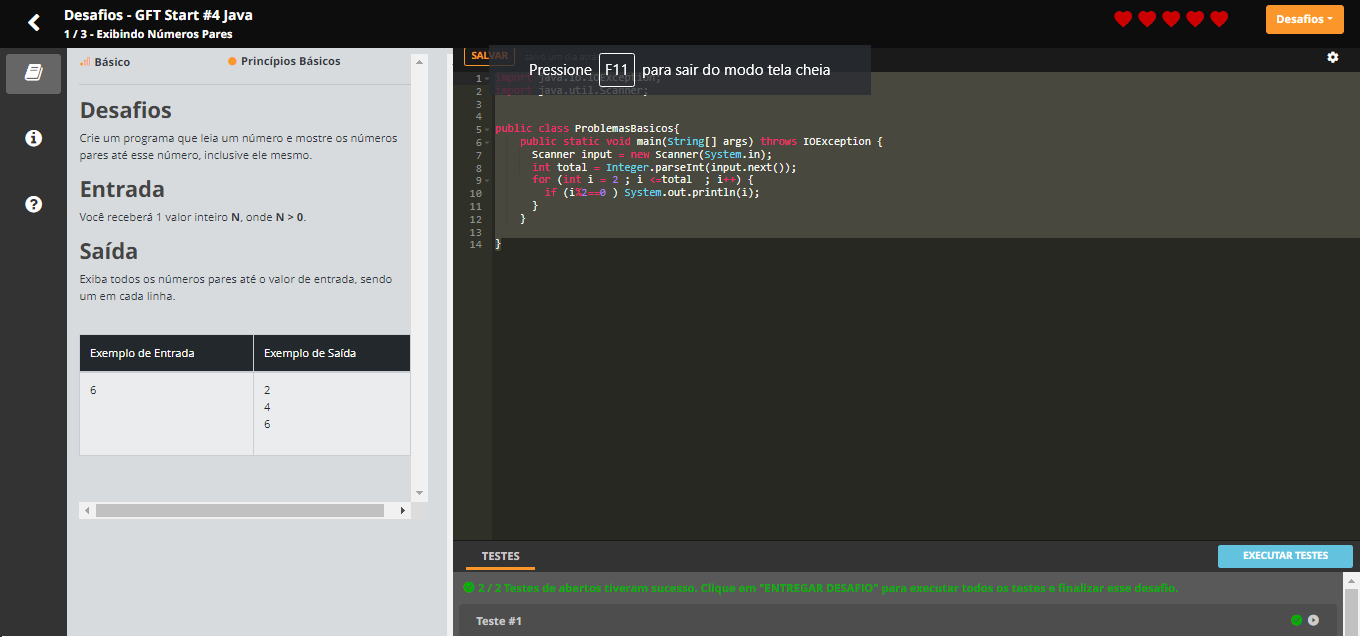 Desafios - GFT Start #4 Java
1 / 3 - Exibindo Números Pares
Desafios
Básico
Princípios Básicos
Desafios
Crie um programa que leia um número e mostre os números
pares até esse número, inclusive ele mesmo.
Entrada
Você receberá 1 valor inteiro N, onde N > 0.
Saída
Exiba todos os números pares até o valor de entrada, sendo
um em cada linha.
Exemplo de Entrada
Exemplo de Saída
6
2
4
6
SALVAR
Pressione F11 para sair do modo tela cheia
1 import java.io.IOException;
2 import java.util.Scanner;
3
4
5 public class ProblemasBasicos{
6 public static void main(String[] args) throws IOException {
7 Scanner input = new Scanner(System.in);
8 int total = Integer.parseInt(input.next());
9 for (int i = 2 ; i <=total  ; i++) {
10 if (i%2==0 ) System.out.println(i);
11 }
12 }
13
14 }
TESTES
EXECUTAR TESTES
2 / 2 Testes de abertos tiveram sucesso. Clique em "ENTREGAR DESAFIO" para executar todos os testes e finalizar esse desafio.
Teste #1